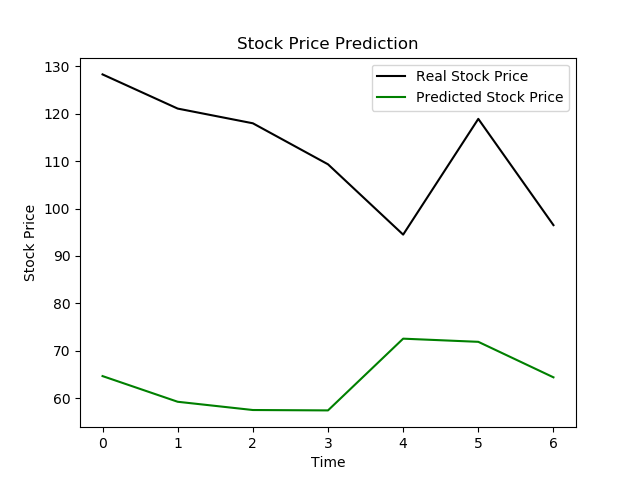 Stock Price Prediction
Real Stock Price
Predicted Stock Price
Stock Price
130
120
110
100
90
80
70
60
0 1 2 3 4 5 6
Time